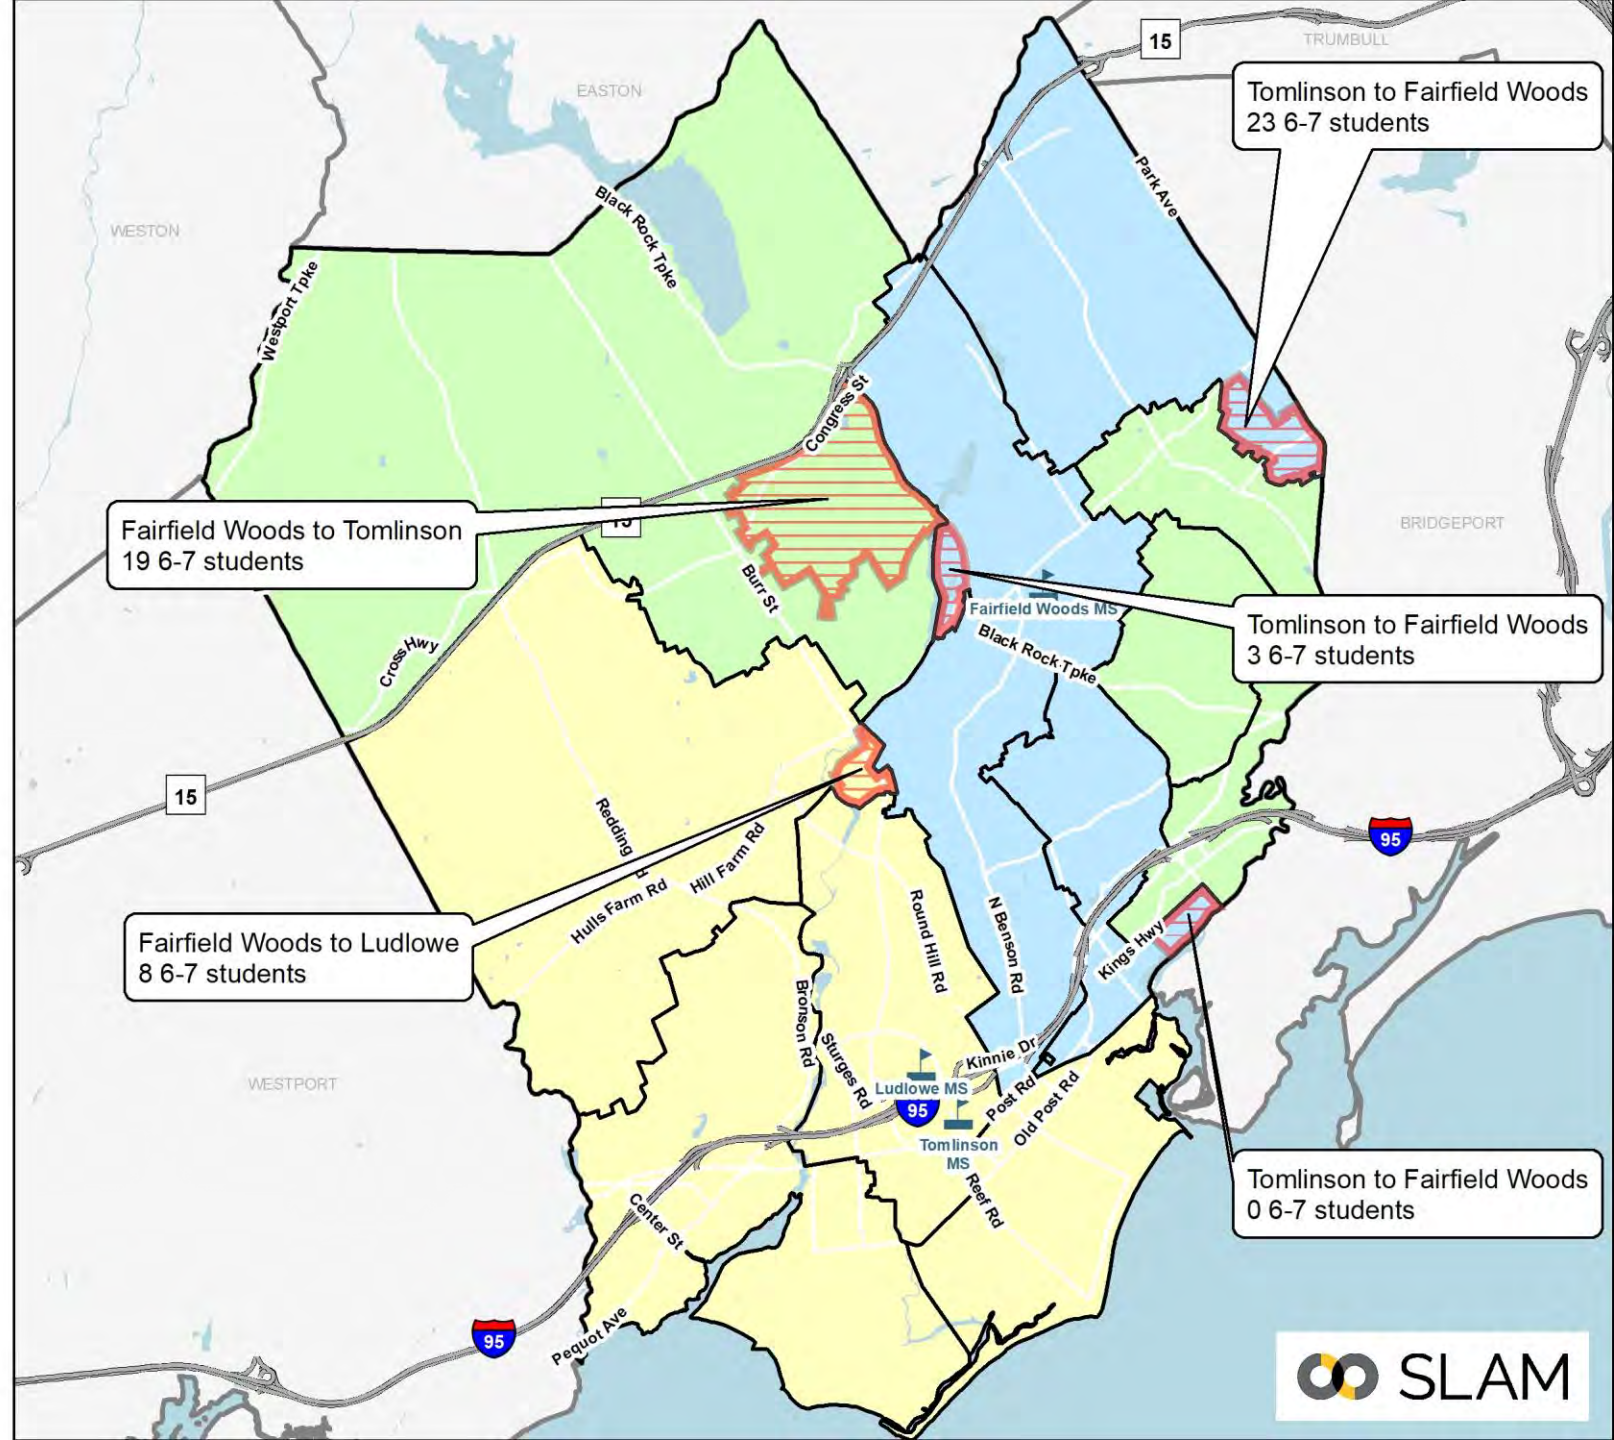 15
TRUMBULL
EASTON
Tomlinson to Fairfield Woods
23 6-7 students
Park Ave
Black Rock Tpke
WESTON
Westport Tpke
Congress St
Fairfield Woods to Tomlinson
19 6-7 students
BRIDGEPORT
Burr St
Fairfield Woods MS
Tomlinson to Fairfield Woods
3 6-7 students
Black Rock Tpke
Cross Hwy
15
95
Redding
Hill Farm Rd
Hulls Farm Rd
Round Hill Rd
N Benson Rd
Kings Hwy
Fairfield Woods to Ludlowe
8 6-7 students
Bronson Rd
Sturges Rd
Kinnie Dr
WESTPORT
Ludlowe MS
95
Post Rd
Old Post Rd
Tomlinson
MS
Reef Rd
Tomlinson to Fairfield Woods
0 6-7 students
Center St
Pequot Ave
95
SLAM